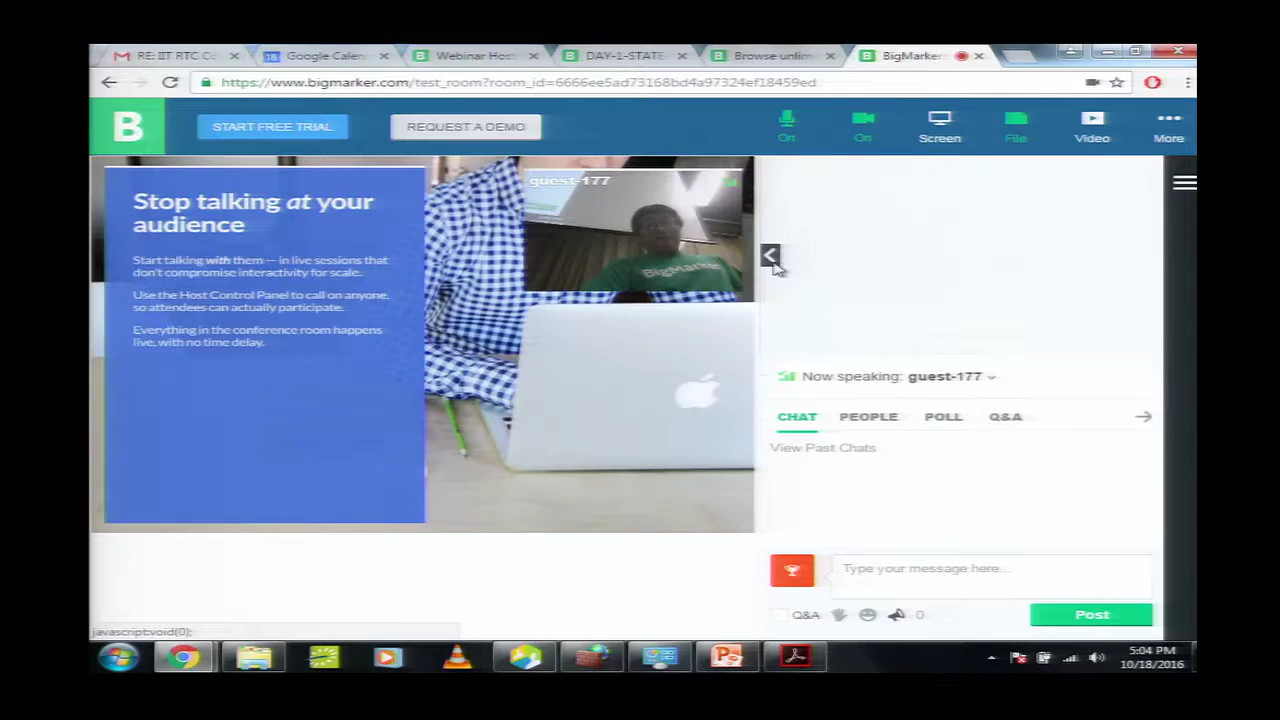 RE: IIT RTC Co
18
Google Calen
B
Webinar Hos
B
DAY-1-STATE
B
Browse unlim
B
BigMarke
https://www.bigmarker.com/test_room?room_id=6666ee5ad73168bd4a97324ef18459ed
B
START FREE TRIAL
REQUEST A DEMO
On
On
Screen
File
Video
More
Stop talking at your
audience
Start talking with them — in live sessions that
don't compromise interactivity for scale.
Use the Host Control Panel to call on anyone,
so attendees can actually participate.
Everything in the conference room happens
live, with no time delay.
guest-177
BigMarker
Now speaking: guest-177
CHAT
PEOPLE
POLL
Q&A
View Past Chats
Type your message here...
Q&A
0
Post
javascript:void(0);
5:04 PM
10/18/2016